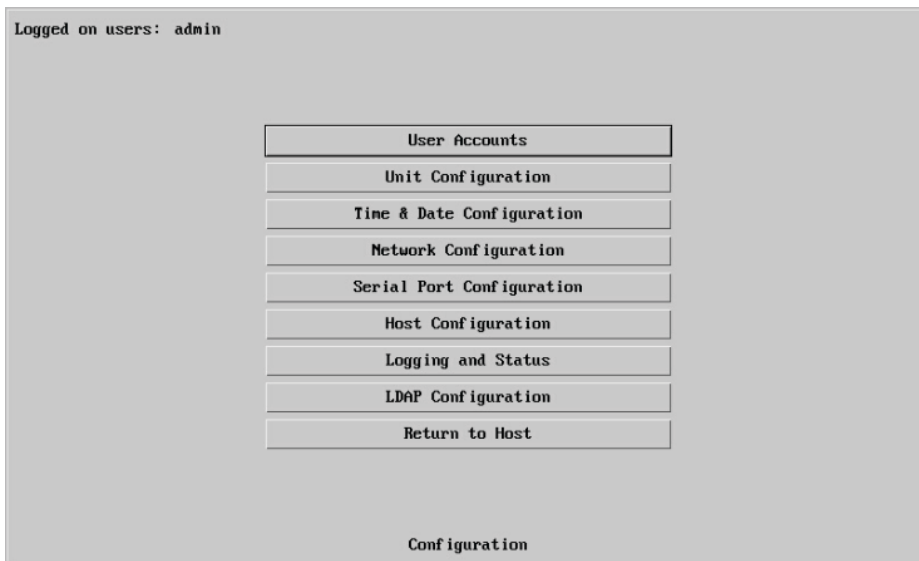 Logged on users: admin
User Accounts
Unit Configuration
Time & Date Configuration
Network Configuration
Serial Port Configuration
Host Configuration
Logging and Status
LDAP Configuration
Return to Host
Configuration